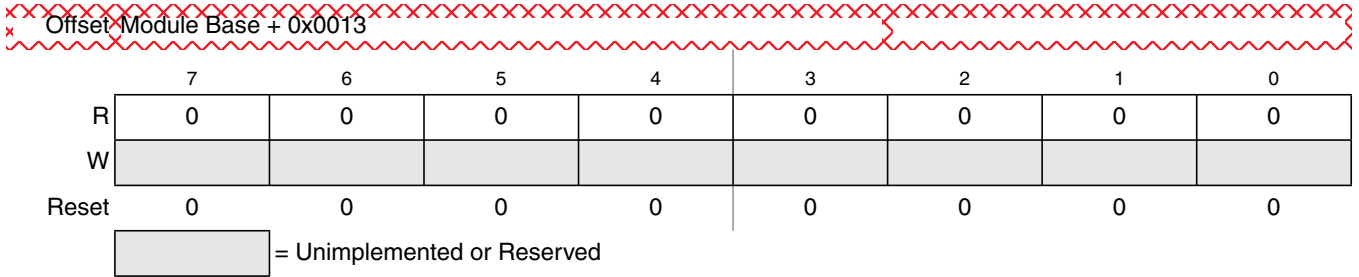 Offset Module Base + 0x0013
7 6 5 4 3 2 1 0
R 0 0 0 0 0 0 0 0
W
Reset 0 0 0 0 0 0 0 0
= Unimplemented or Reserved